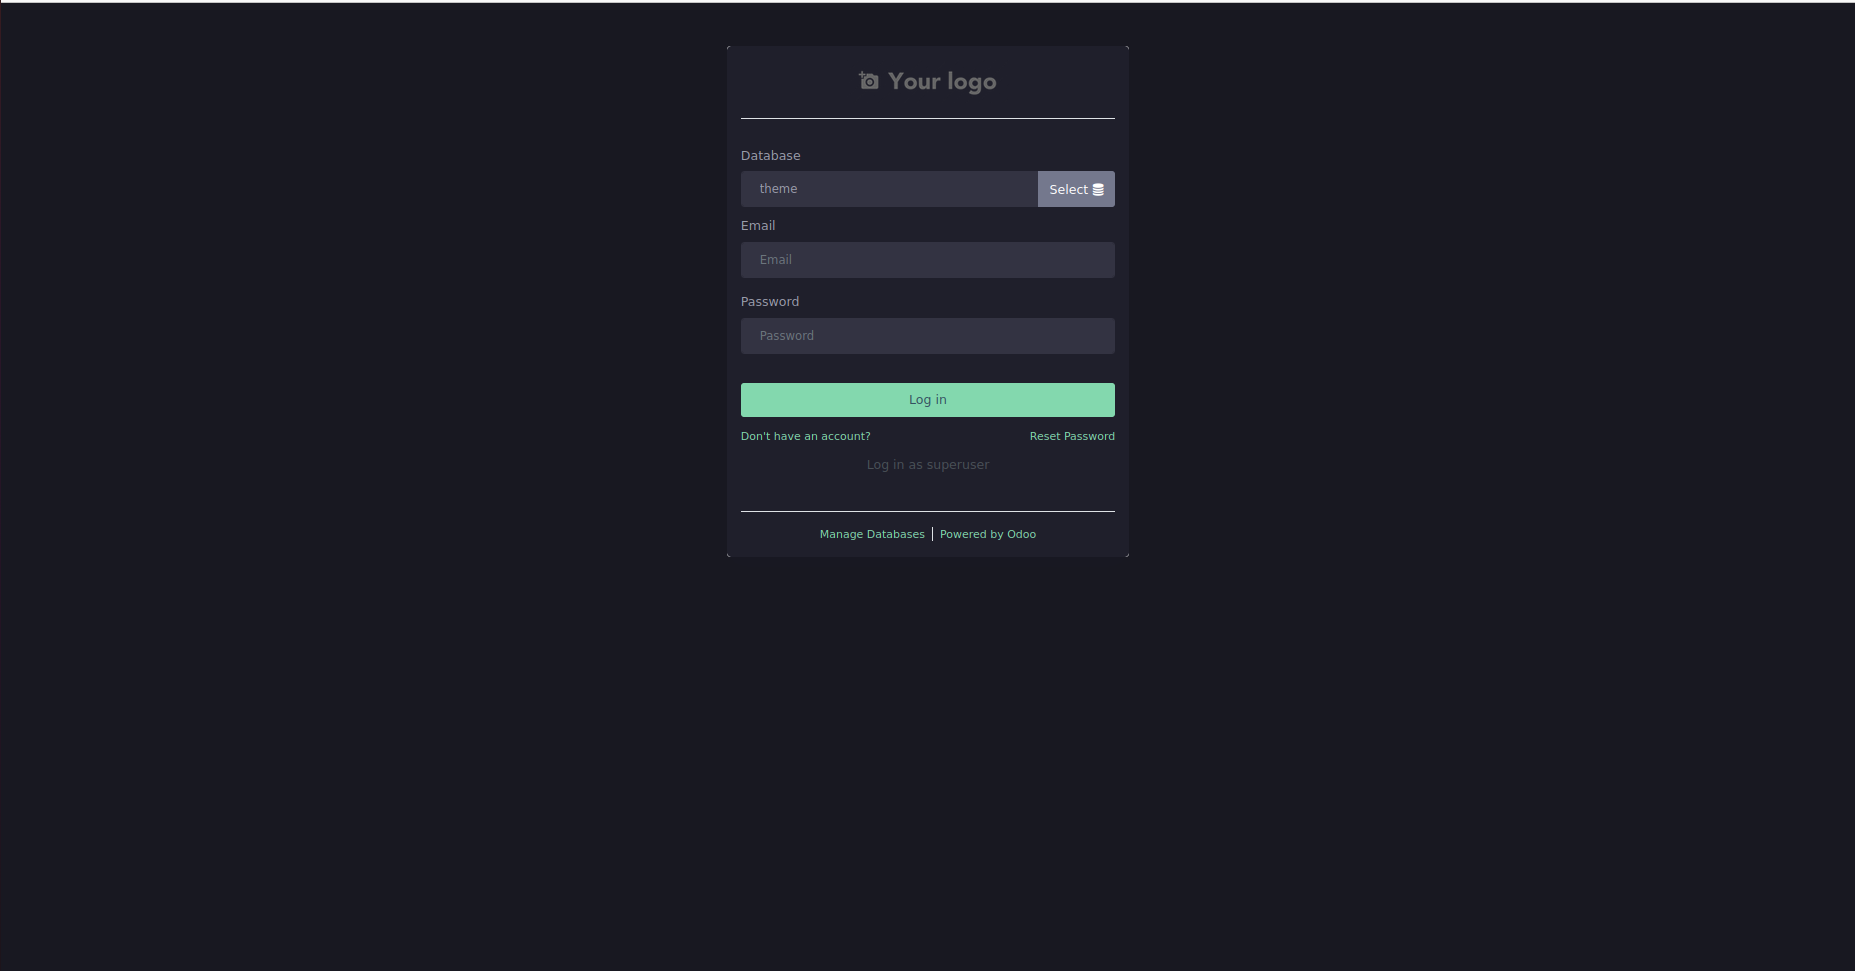 Your logo
Database
theme Select
Email
Email
Password
Password
Log in
Don't have an account? Reset Password
Log in as superuser
Manage Databases | Powered by Odoo